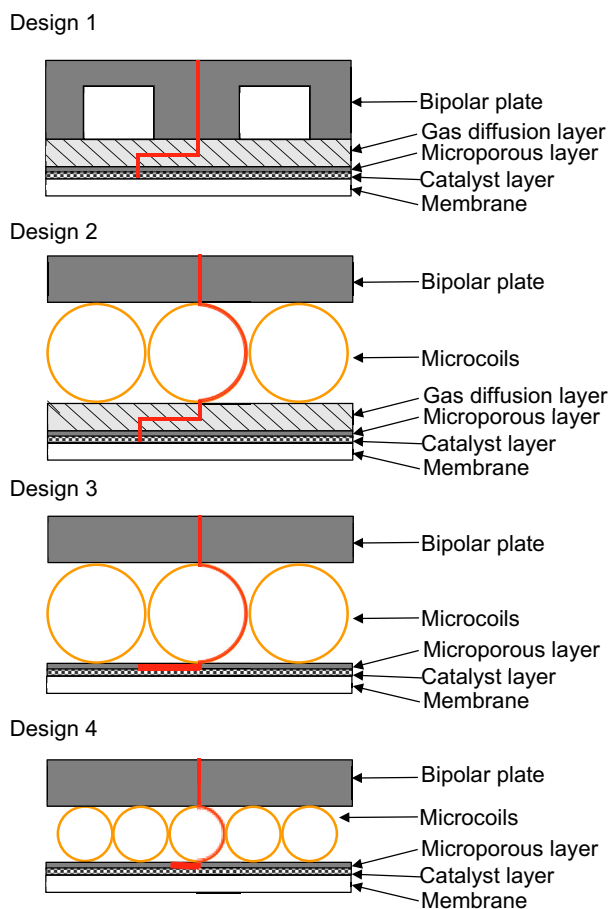 Design 1
Bipolar plate
Gas diffusion layer
Microporous layer
Catalyst layer
Membrane
Design 2
Bipolar plate
Microcoils
Gas diffusion layer
Microporous layer
Catalyst layer
Membrane
Design 3
Bipolar plate
Microcoils
Microporous layer
Catalyst layer
Membrane
Design 4
Bipolar plate
Microcoils
Microporous layer
Catalyst layer
Membrane